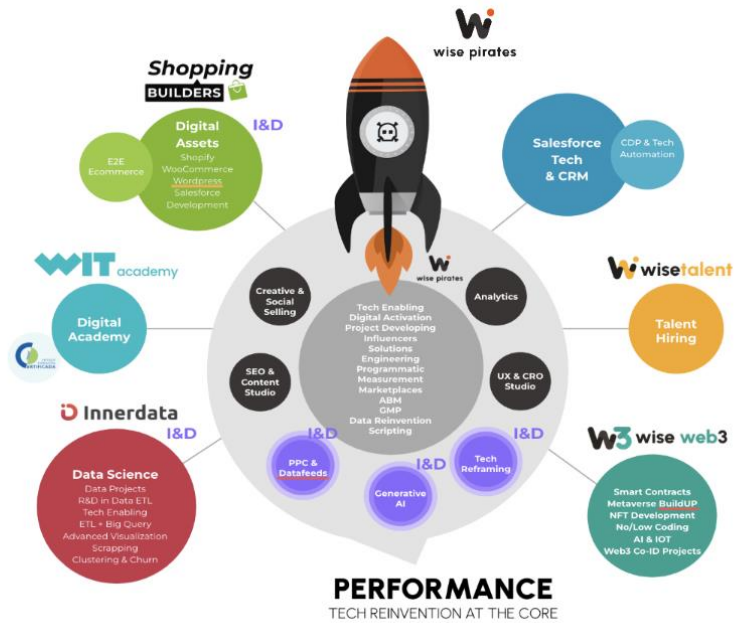 wise pirates
Shopping
BUILDERS
I&D
Digital
Assets
Shopify
WooCommerce
Wordpress
Salesforce
Development
E2E
Ecommerce
Salesforce
Tech
& CRM
CDP & Tech
Automation
WIT academy
Digital
Academy
wise pirates
Creative &
Social
Selling
Analytics
SEO &
Content
Studio
UX & CRO
Studio
Tech Enabling
Digital Activation
Project Developing
Influencers
Solutions
Engineering
Programmatic
Measurement
Marketplaces
ABM
GMP
Data Reinvention
Scripting
wisetalent
Talent
Hiring
Innerdata
I&D
Data Science
Data Projects
R&D in Data ETL
Tech Enabling
ETL + Big Query
Advanced Visualization
Scrapping
Clustering & Churn
I&D
PPC &
Datafeeds
I&D
Generative
AI
I&D
Tech
Reframing
W3 wise web3
Smart Contracts
Metaverse BuildUP
NFT Development
No/Low Coding
AI & IOT
Web3 Co-ID Projects
PERFORMANCE
TECH REINVENTION AT THE CORE